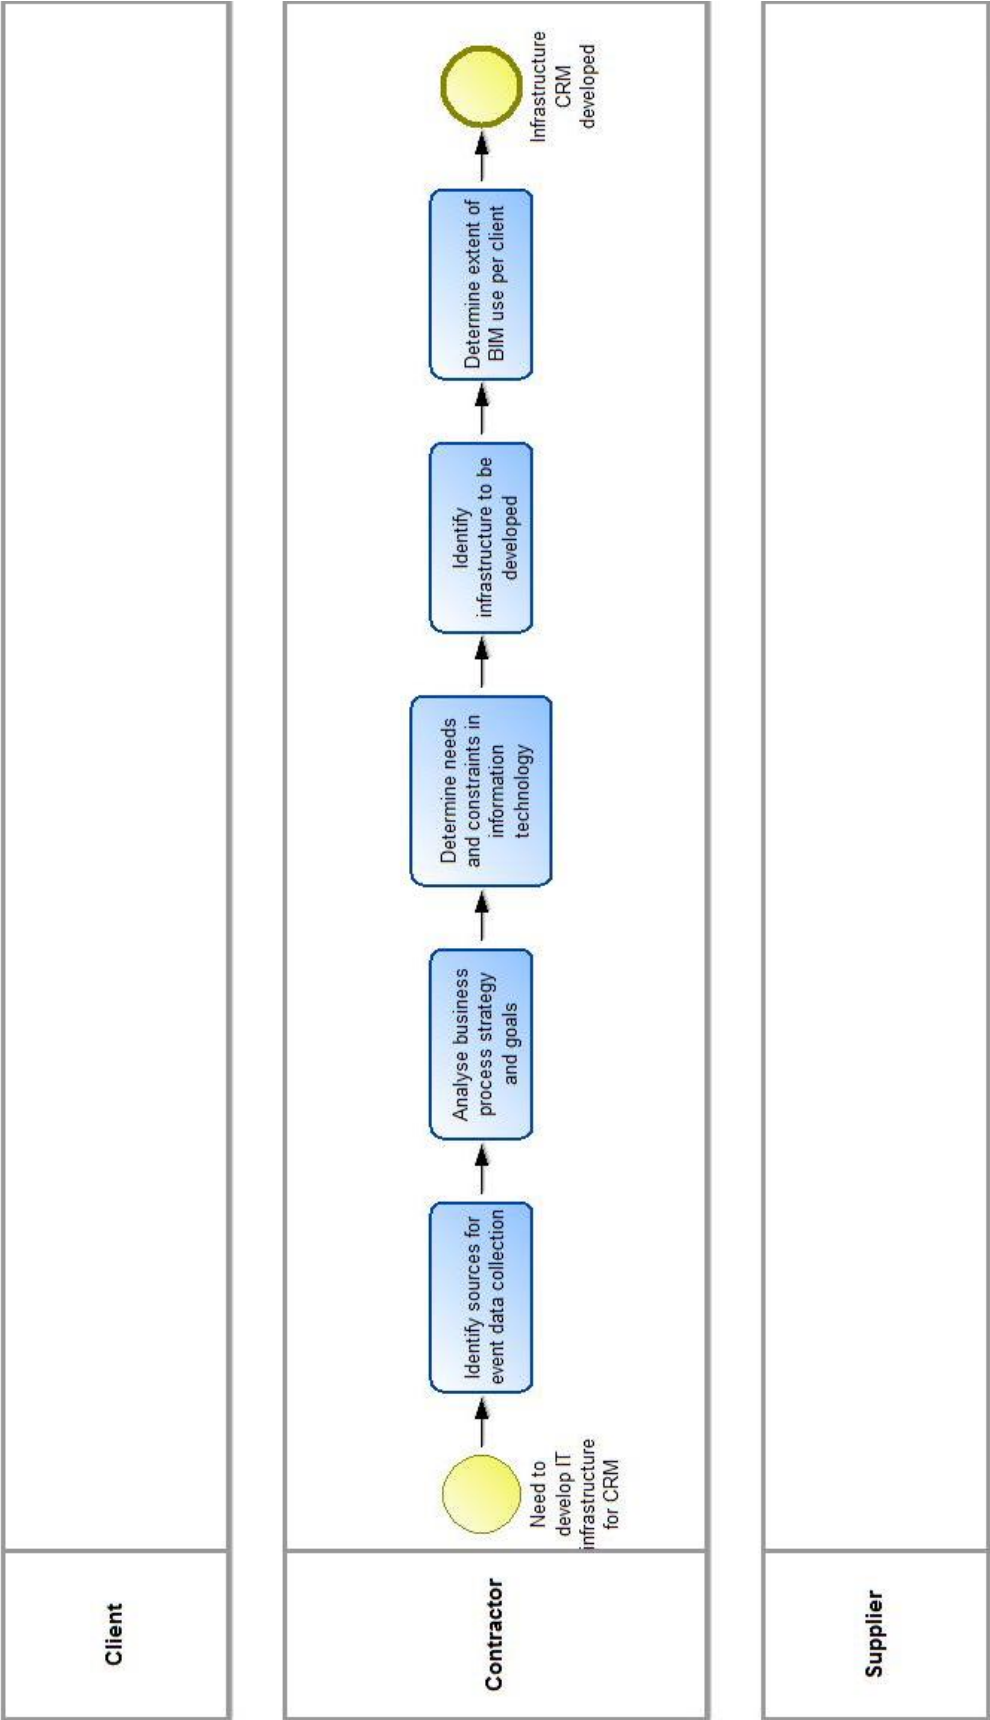 Client
Contractor
Need to
develop IT
infrastructure
for CRM
Identify sources for
event data collection
Analyse business
process strategy
and goals
Determine needs
and constraints in
information
technology
Identify
infrastructure to be
developed
Determine extent of
BIM use per client
Infrastructure
CRM
developed
Supplier